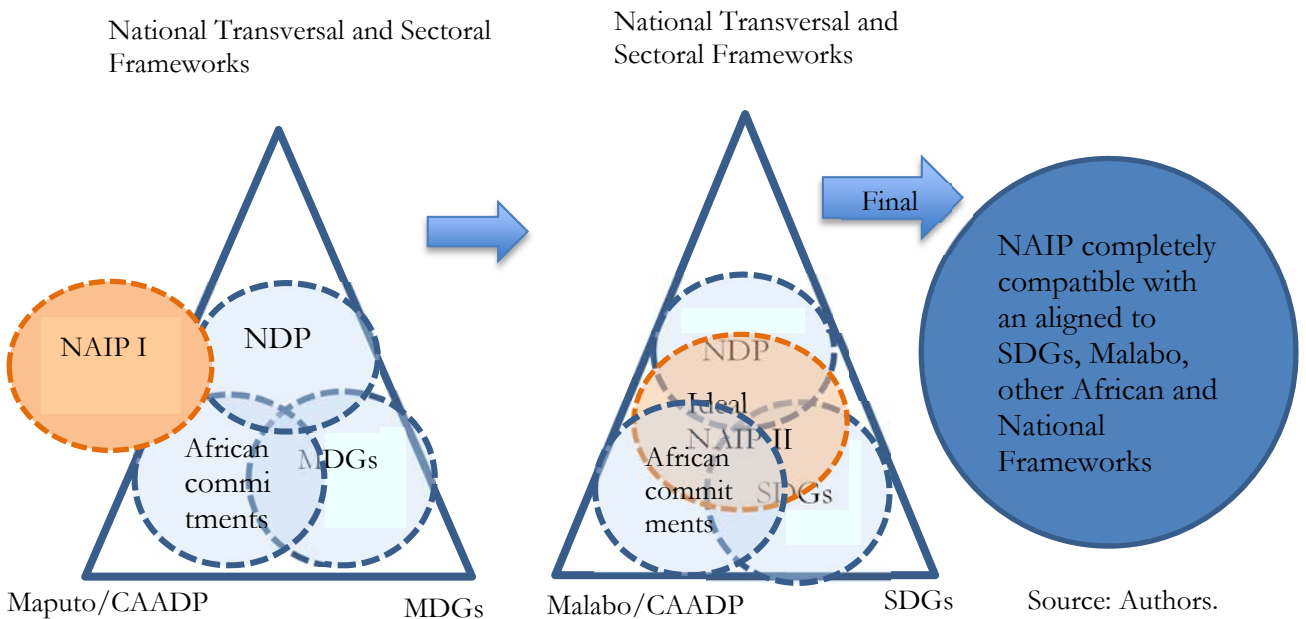 National Transversal and Sectoral
Frameworks
NAIP I
NDP
African
commi
tments
MDGs
Maputo/CAADP
MDGs
National Transversal and
Sectoral Frameworks
NDP
Ideal
NAIP II
African
commit
ments
SDGs
Malabo/CAADP
SDGs
Final
NAIP completely
compatible with
an aligned to
SDGs, Malabo,
other African and
National
Frameworks
Source: Authors.